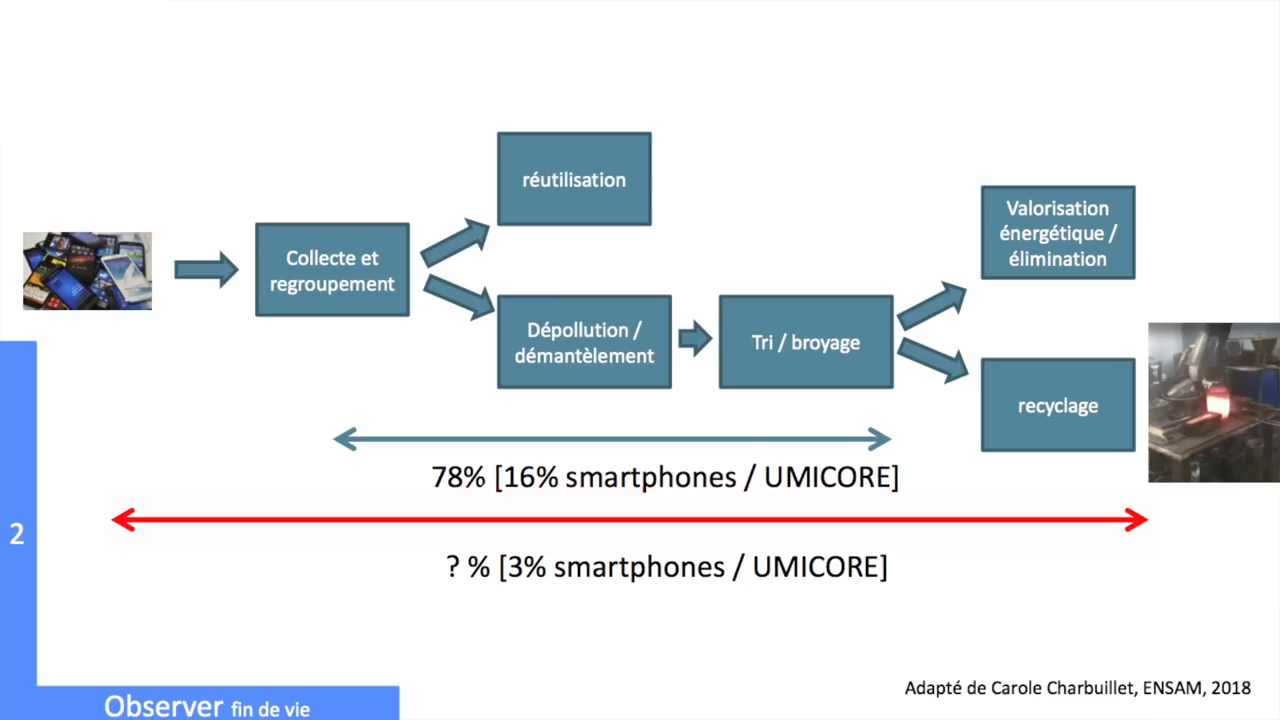 réutilisation
Valorisation
énergétique /
élimination
Collecte et
regroupement
Dépollution /
démantèlement
Tri / broyage
recyclage
78% [16% smartphones / UMICORE]
2
? % [3% smartphones / UMICORE]
Adapté de Carole Charbuillet, ENSAM, 2018
Observer fin de vie